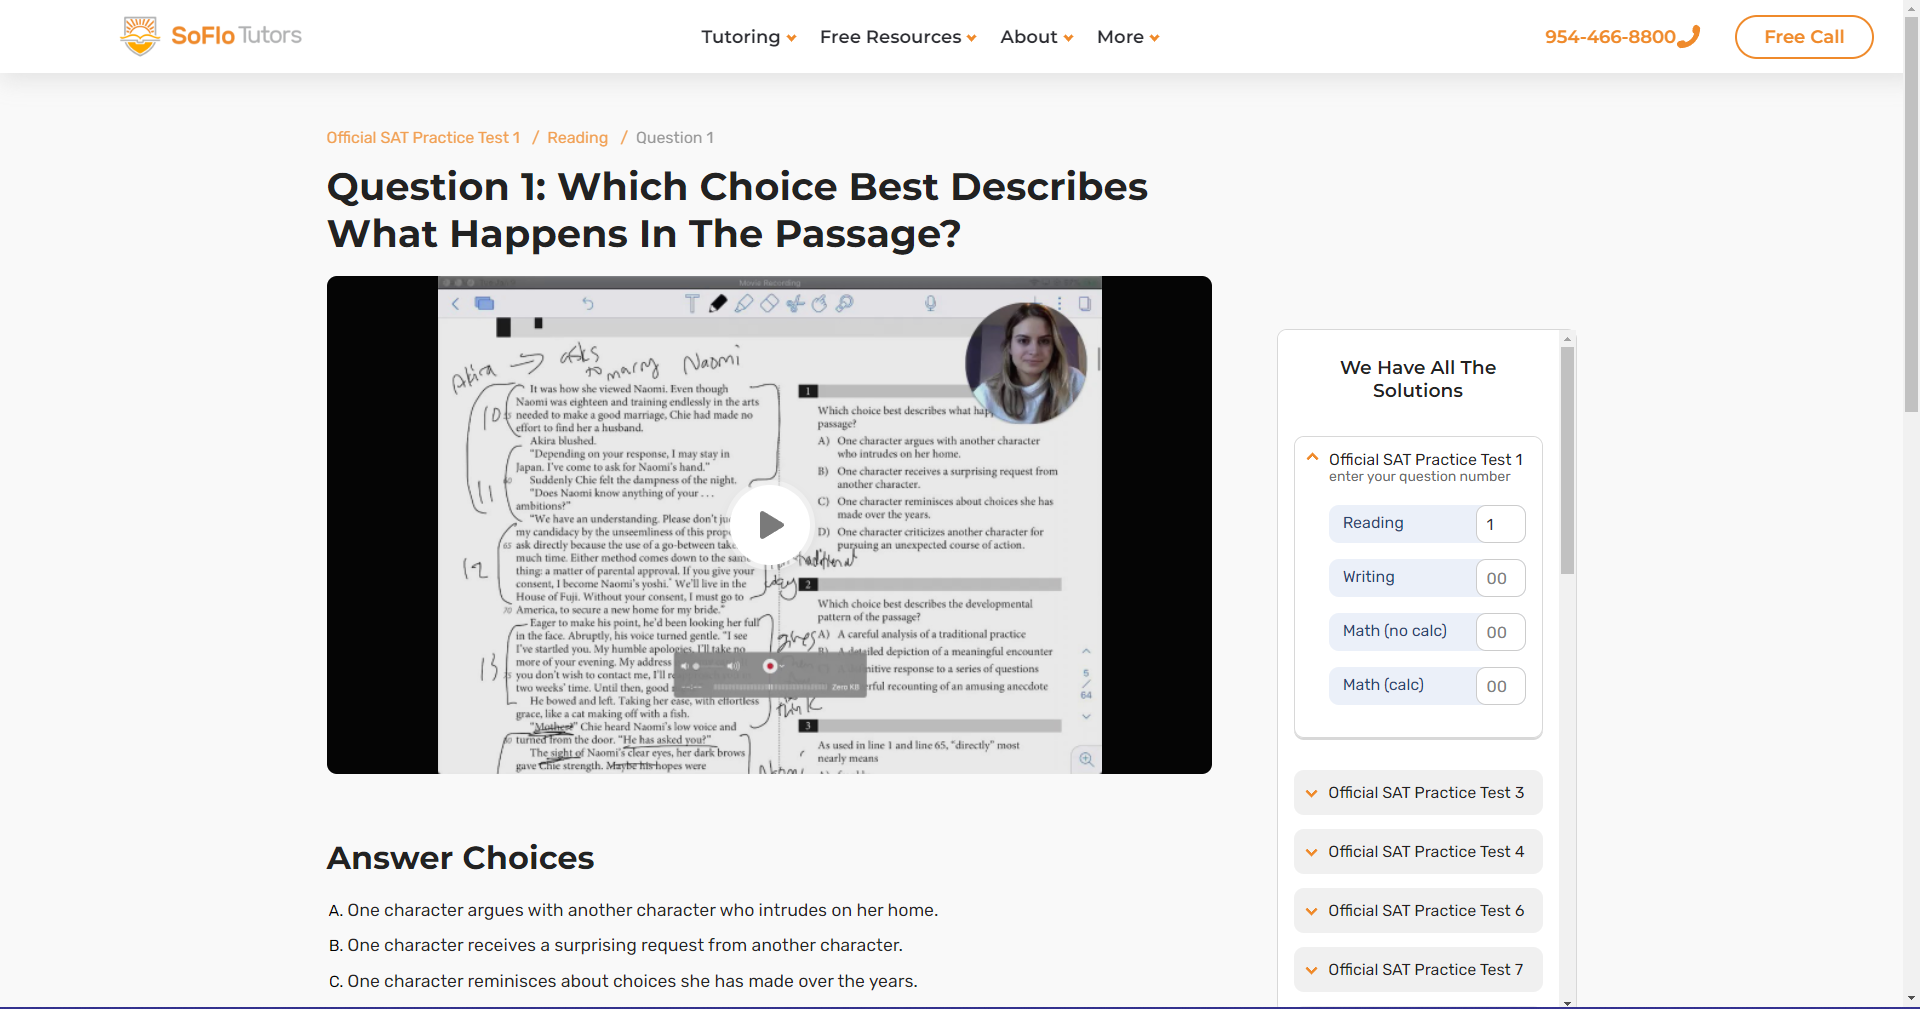 SoFlo Tutors
Tutoring
Free Resources
About
More
954-466-8800
Free Call
Official SAT Practice Test 1 / Reading / Question 1
Question 1: Which Choice Best Describes
What Happens In The Passage?
Movie Recording
Akira → asks to marry Naomi
It was how she viewed Naomi. Even though
Naomi was eighteen and training endlessly in the arts
needed to make a good marriage, Chie had made no
effort to find her a husband.
Akira blushed.
"Depending on your response, I may stay in
Japan. I've come to ask for Naomi's hand."
Suddenly Chie felt the dampness of the night.
"Does Naomi know anything of your . . .
ambitions?"
"We have an understanding. Please don't
my candidacy by the unseemliness of this
65 ask directly because the use of a go-between
much time. Either method comes down to the
thing: a matter of parental approval. If you give your
consent, I become Naomi's yoshi.* We'll live in the
House of Fuji. Without your consent, I must go to
70 America, to secure a new home for my bride."
Eager to make his point, he'd been looking her full
in the face. Abruptly, his voice turned gentle. "I see
I've startled you. My humble apologies. I'll take no
more of your evening. My address
75 you don't wish to contact me, I'll
two weeks' time. Until then, good
He bowed and left. Taking her ease, with effortless
grace, like a cat making off with a fish.
"Mother?" Chie heard Naomi's low voice and
80 turned from the door. "He has asked you?"
The sight of Naomi's clear eyes, her dark brows
gave Chie strength. Maybe his hopes were
10
11
12
13
traditional
gives
think
Zero KB
1
Which choice best describes what
passage?
A) One character argues with another character
who intrudes on her home.
B) One character receives a surprising request from
another character.
C) One character reminisces about choices she has
made over the years.
D) One character criticizes another character for
pursuing an unexpected course of action.
2
Which choice best describes the developmental
pattern of the passage?
A) A careful analysis of a traditional practice
B) A detailed depiction of a meaningful encounter
response to a series of questions
recounting of an amusing anecdote
3
As used in line 1 and line 65, "directly" most
nearly means
5
/
64
Answer Choices
A. One character argues with another character who intrudes on her home.
B. One character receives a surprising request from another character.
C. One character reminisces about choices she has made over the years.
We Have All The
Solutions
Official SAT Practice Test 1
enter your question number
Reading 1
Writing 00
Math (no calc) 00
Math (calc) 00
Official SAT Practice Test 3
Official SAT Practice Test 4
Official SAT Practice Test 6
Official SAT Practice Test 7